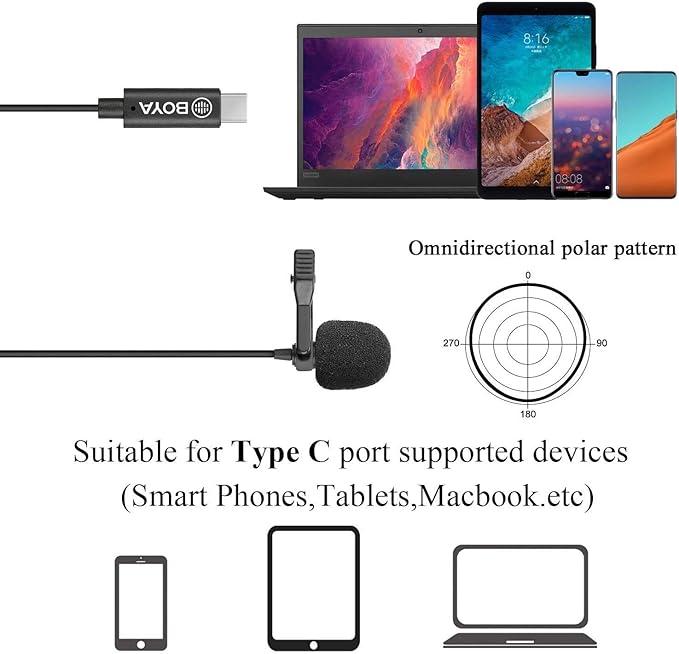 BOYA
8:16
08:08
Omnidirectional polar pattern
0
270
90
180
Suitable for Type C port supported devices
(Smart Phones,Tablets,Macbook.etc)